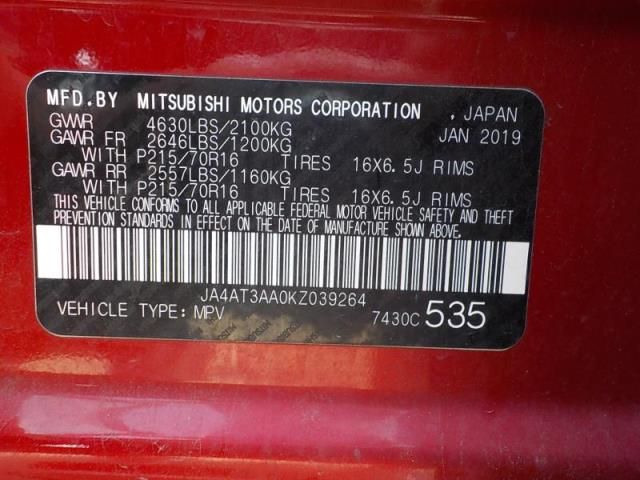 MFD.BY MITSUBISHI MOTORS CORPORATION , JAPAN
GVWR 4630LBS/2100KG JAN 2019
GAWR FR 2646LBS/1200KG
WITH P215/70R16 TIRES 16X6.5J RIMS
GAWR RR 2557LBS/1160KG
WITH P215/70R16 TIRES 16X6.5J RIMS
THIS VEHICLE CONFORMS TO ALL APPLICABLE FEDERAL MOTOR VEHICLE SAFETY AND THEFT
PREVENTION STANDARDS IN EFFECT ON THE DATE OF MANUFACTURE SHOWN ABOVE.
JA4AT3AA0KZ039264
VEHICLE TYPE: MPV 7430C 535